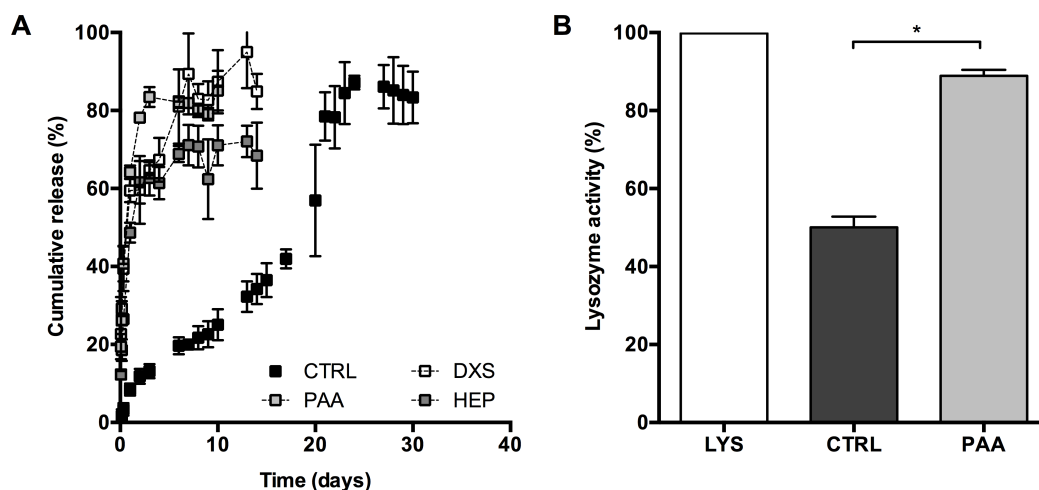 A
Cumulative release (%)
100
80
60
40
20
0
CTRL
DXS
PAA
HEP
0
10
20
30
40
Time (days)
B
Lysozyme activity (%)
100
80
60
40
20
0
*
LYS
CTRL
PAA